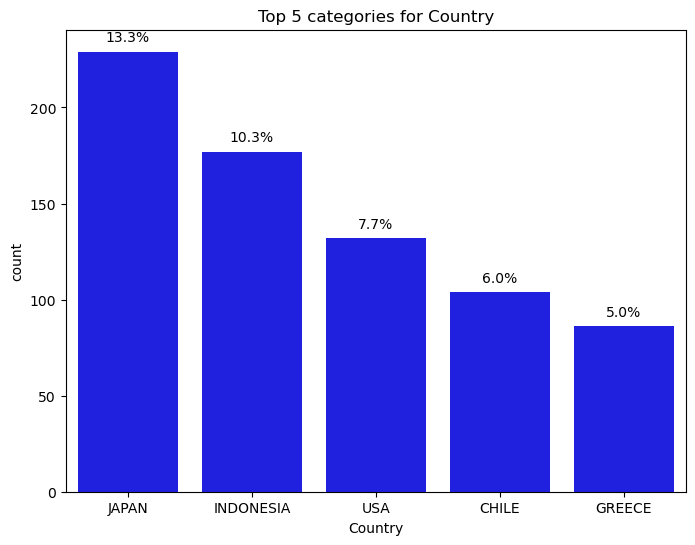 Top 5 categories for Country
13.3%
10.3%
7.7%
6.0%
5.0%
200
150
100
50
0
count
JAPAN INDONESIA USA CHILE GREECE
Country